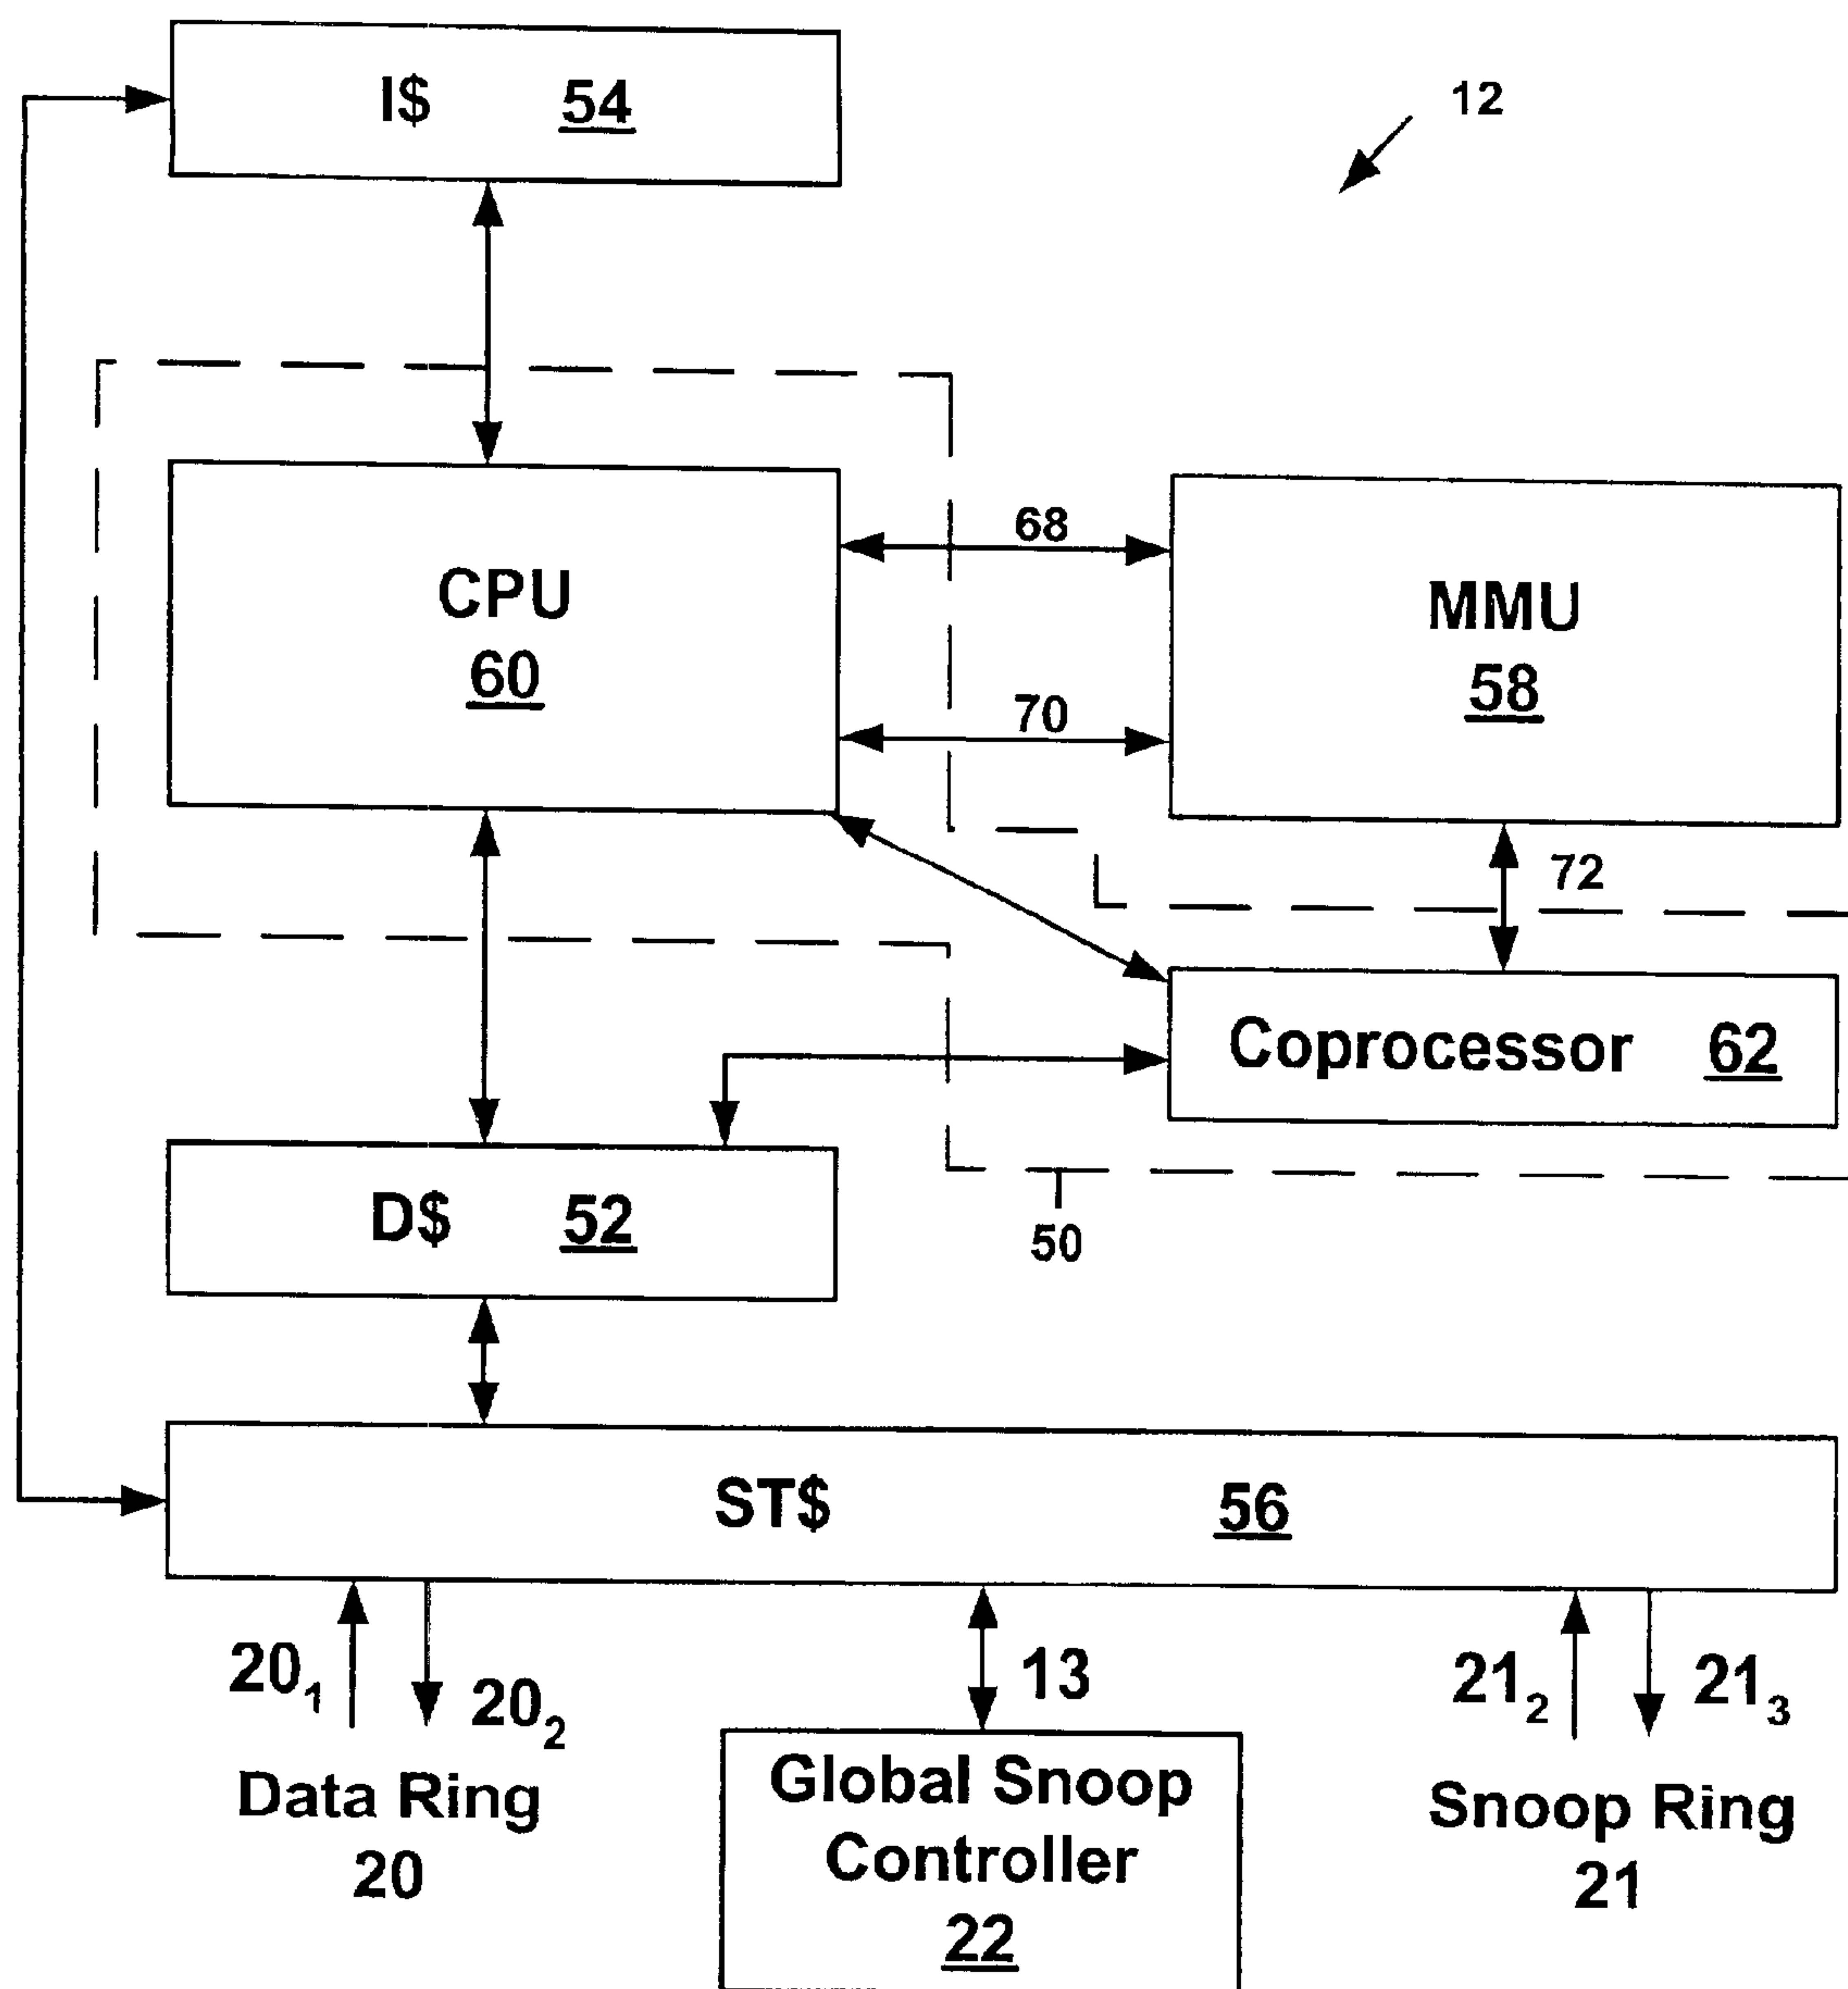 I$ 54
12
CPU
60
68
70
MMU
58
72
Coprocessor 62
D$ 52
50
ST$ 56
20₁
20₂
13
21₂
21₃
Data Ring
20
Global Snoop
Controller
22
Snoop Ring
21